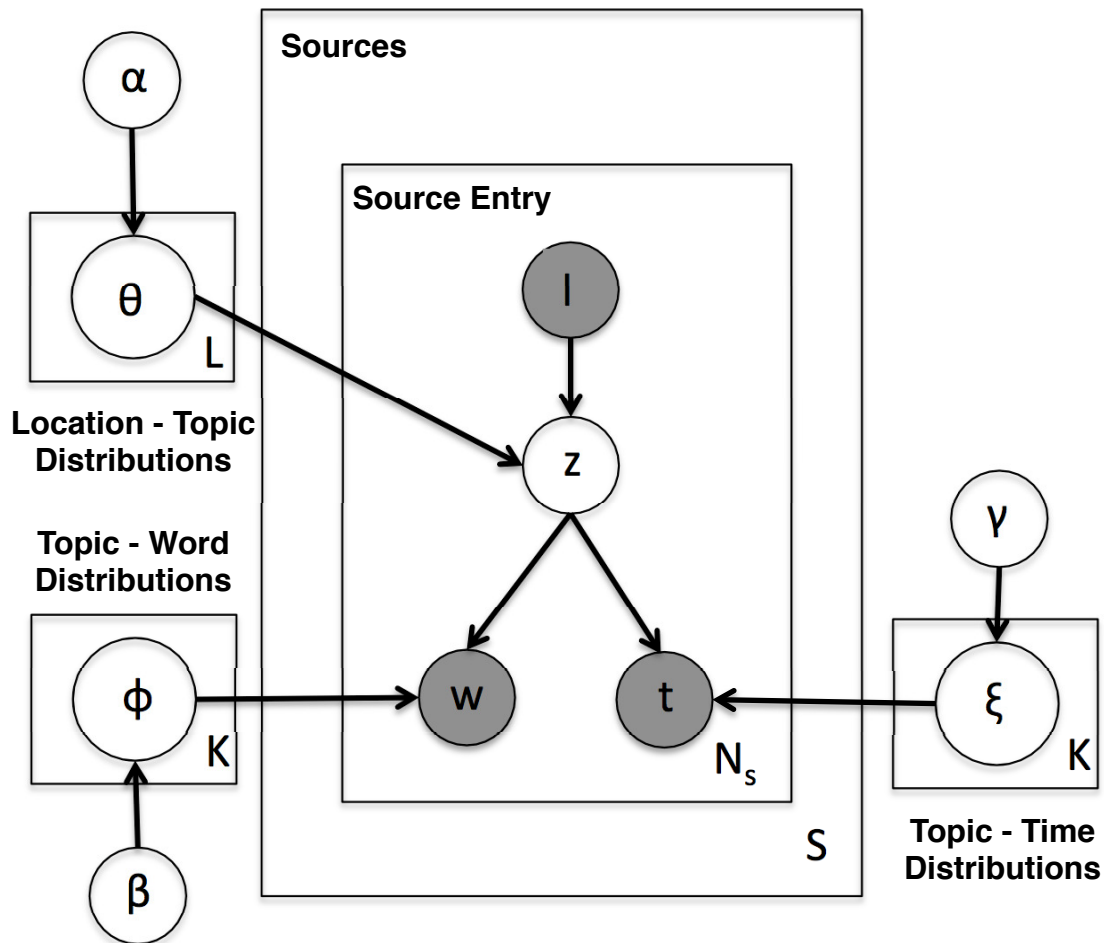 Sources
α
Source Entry
l
θ
L
Location - Topic
Distributions
z
γ
Topic - Word
Distributions
ϕ
K
w
t
N_s
ξ
K
S
Topic - Time
Distributions
β